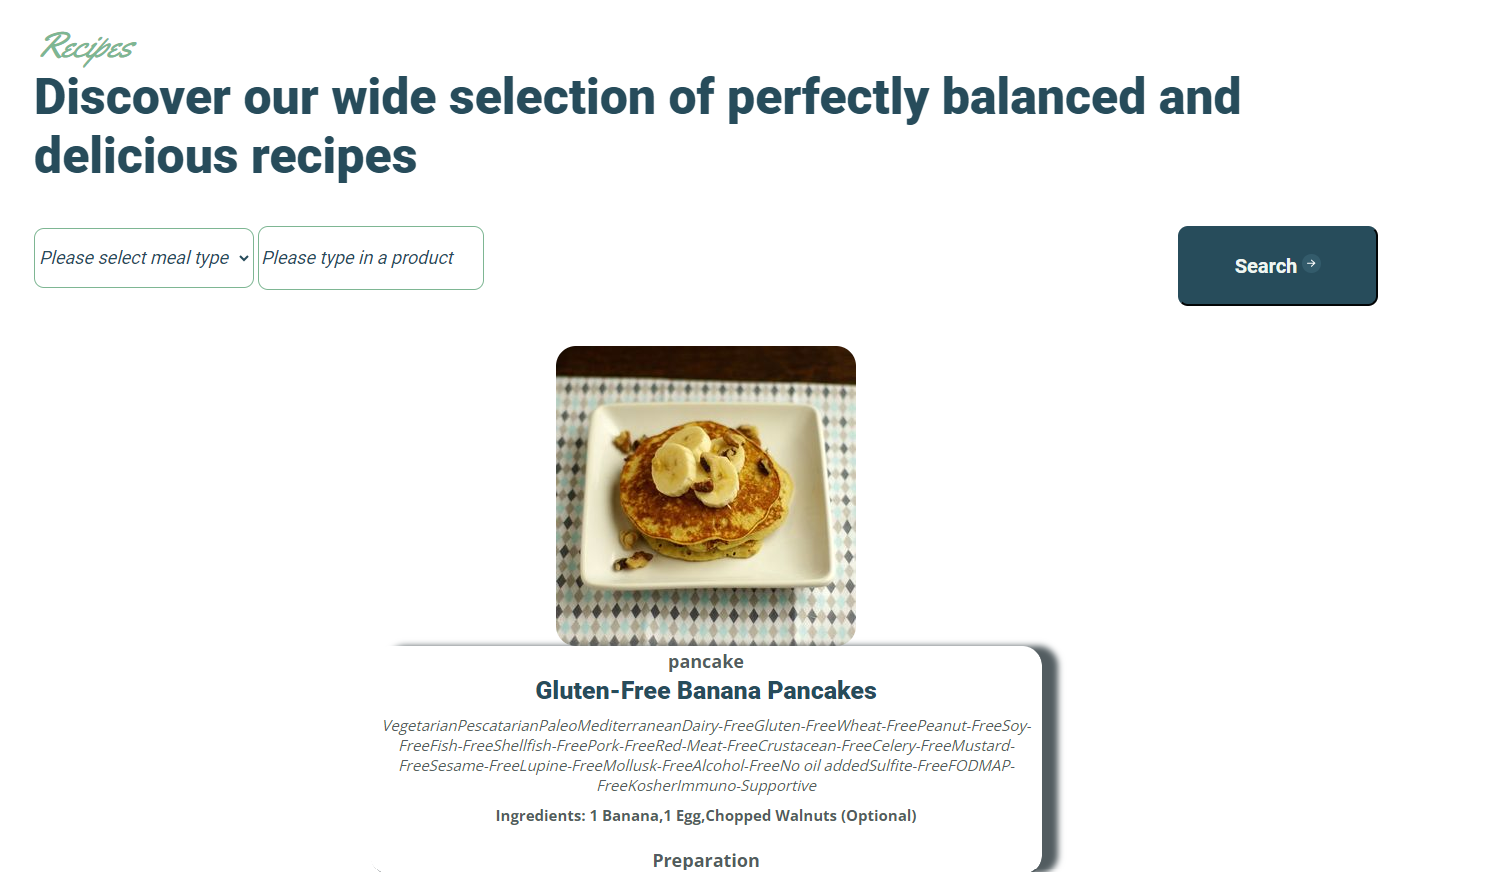 Recipes
Discover our wide selection of perfectly balanced and
delicious recipes
Please select meal type
Please type in a product
Search
pancake
Gluten-Free Banana Pancakes
VegetarianPescatarianPaleoMediterraneanDairy-FreeGluten-FreeWheat-FreePeanut-FreeSoy-
FreeFish-FreeShellfish-FreePork-FreeRed-Meat-FreeCrustacean-FreeCelery-FreeMustard-
FreeSesame-FreeLupine-FreeMollusk-FreeAlcohol-FreeNo oil addedSulfite-FreeFODMAP-
FreeKosherImmuno-Supportive
Ingredients: 1 Banana,1 Egg,Chopped Walnuts (Optional)
Preparation